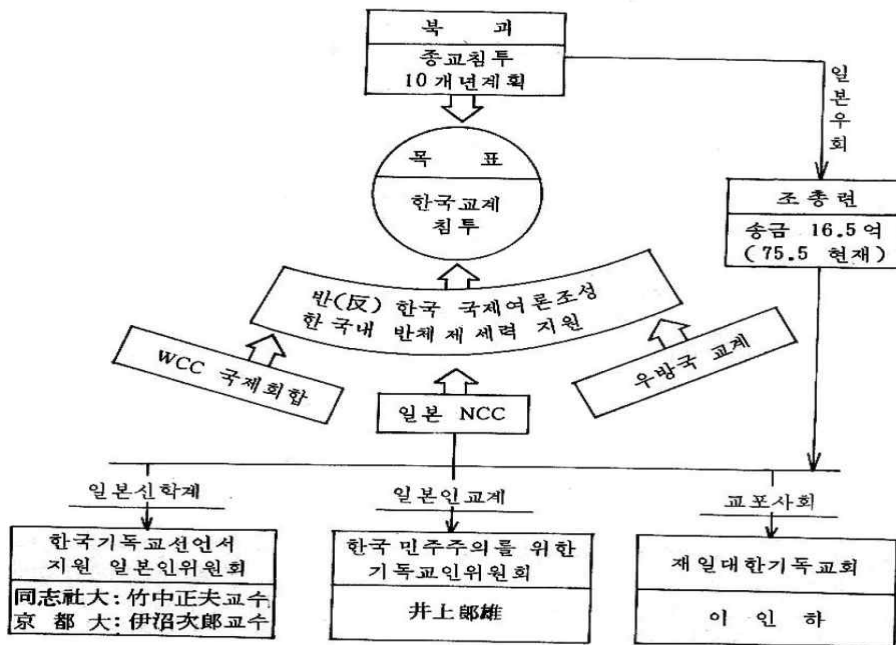 북 괴
종교침투
10개년계획
일본우회
목 표
한국교계
침투
조총련
송금 16.5억
(75.5 현재)
반(反) 한국 국제여론조성
한국내 반체제세력 지원
WCC 국제회합
우방국 교계
일본 NCC
일본신학계
일본인교계
교포사회
한국기독교선언서
지원 일본인위원회
同志社大:竹中正夫교수
京都大:伊沼次郞교수
한국 민주주의를 위한
기독교인위원회
井上郞雄
재일대한기독교회
이 인 하